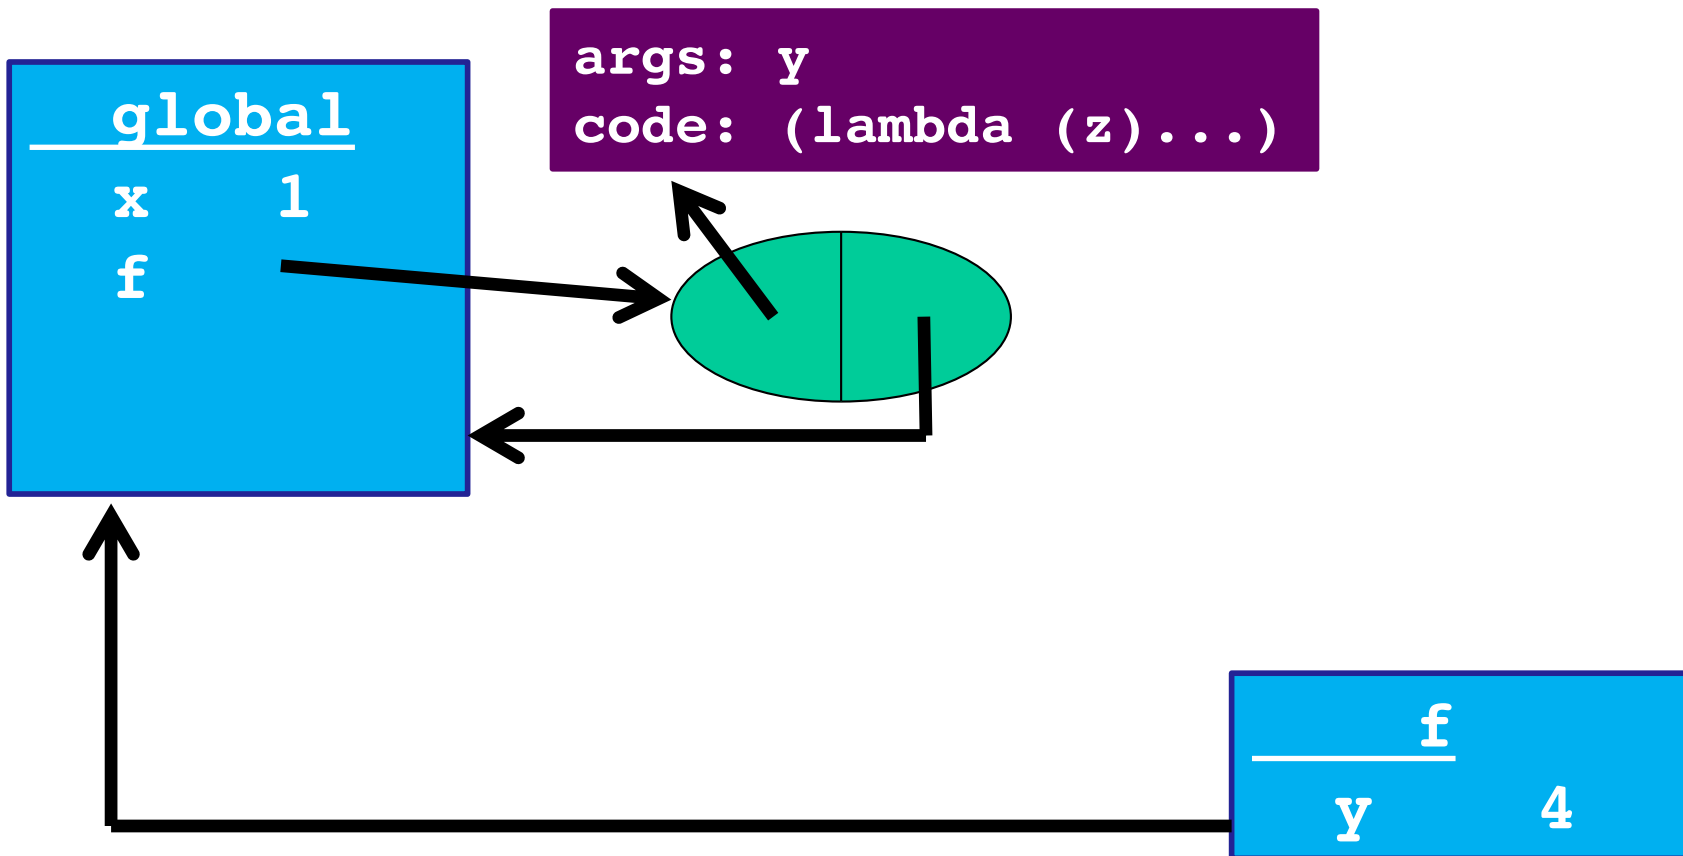 args: y
code: (lambda (z)...)
global
x 1
f
f
y 4